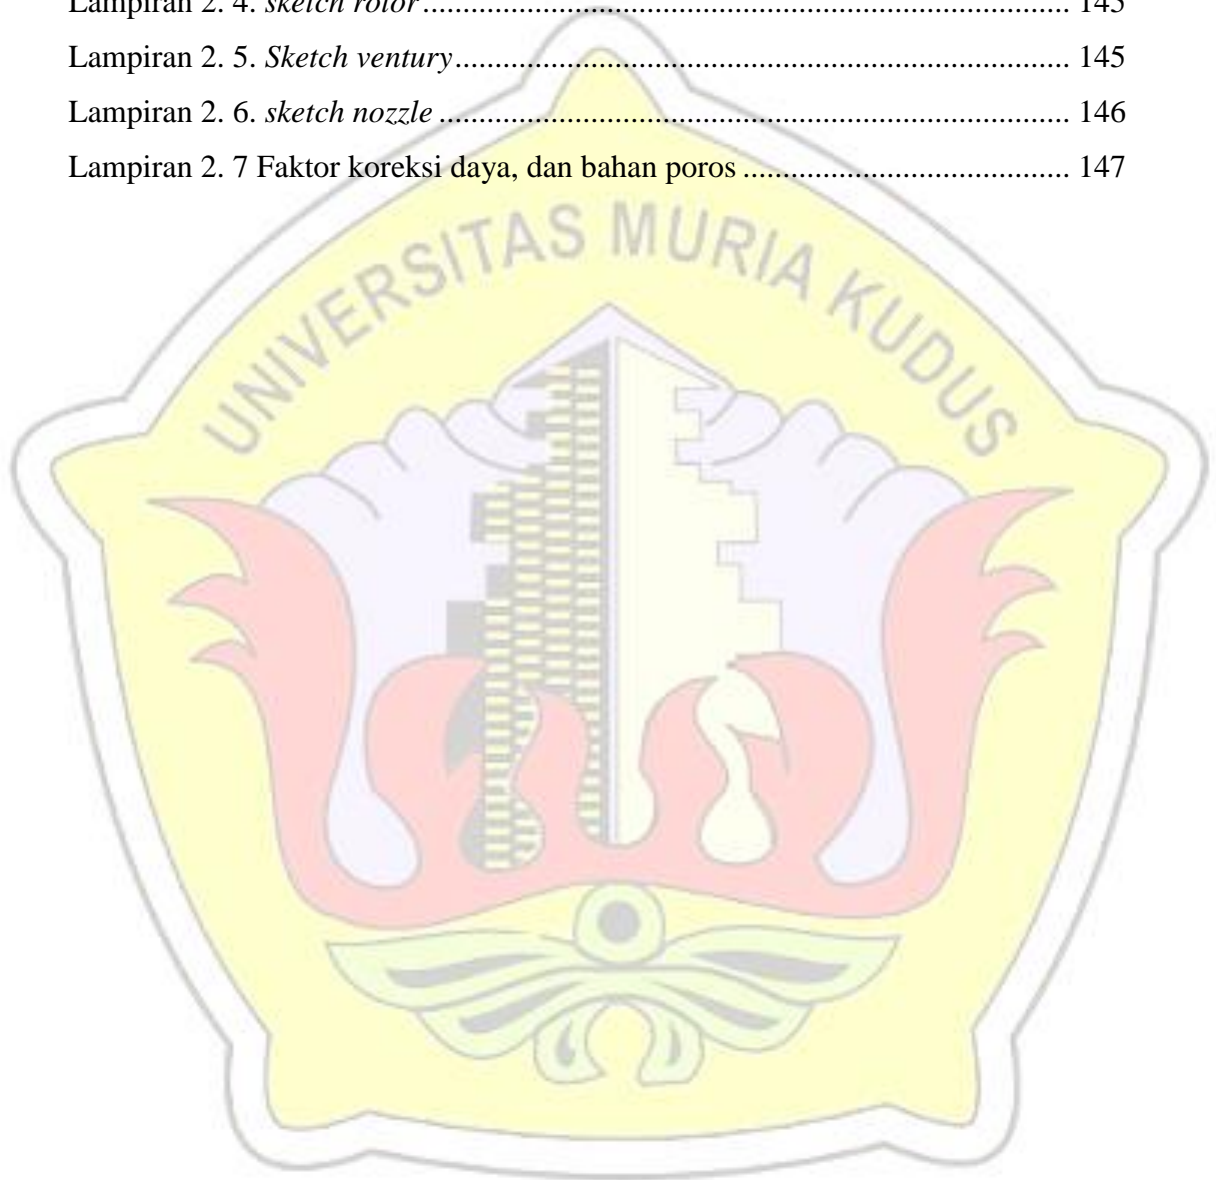 Lampiran 2. 4. sketch rotor.................................................................................. 145
Lampiran 2. 5. Sketch ventury............................................................................. 145
Lampiran 2. 6. sketch nozzle ............................................................................... 146
Lampiran 2. 7 Faktor koreksi daya, dan bahan poros ......................................... 147
UNIVERSITAS MURIA KUDUS